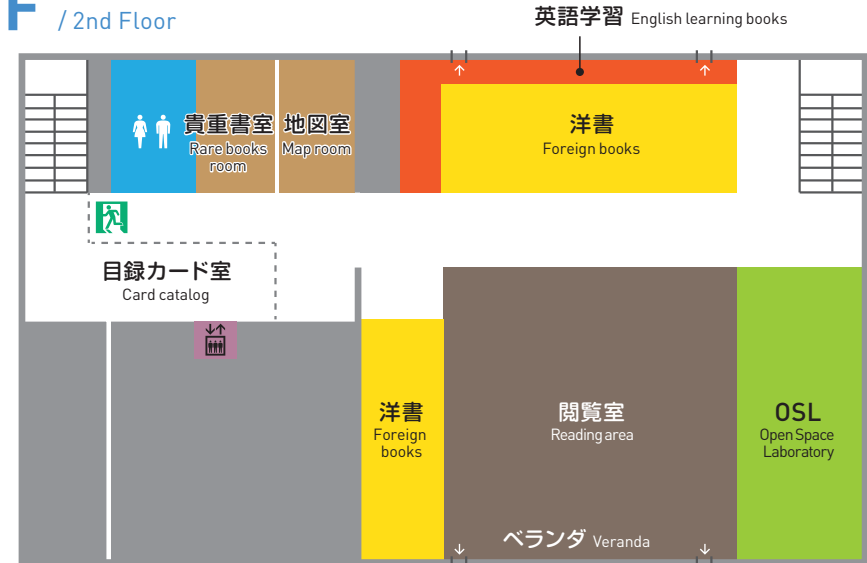 F / 2nd Floor
英語学習 English learning books
貴重書室
Rare books
room
地図室
Map room
洋書
Foreign books
目録カード室
Card catalog
洋書
Foreign
books
閲覧室
Reading area
OSL
Open Space
Laboratory
ベランダ Veranda